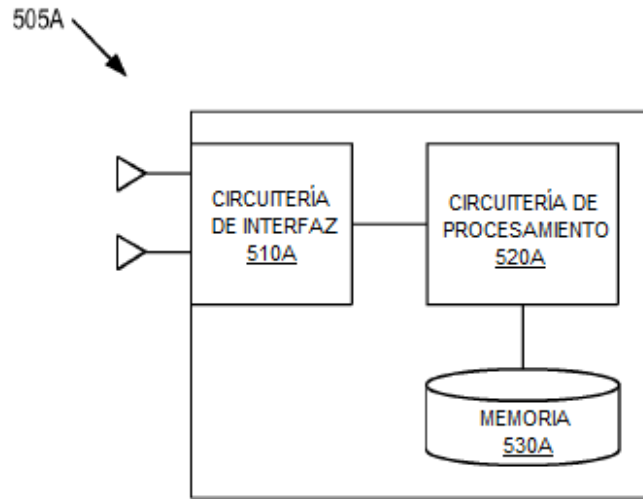 505A
CIRCUITERÍA
DE INTERFAZ
510A
CIRCUITERÍA DE
PROCESAMIENTO
520A
MEMORIA
530A